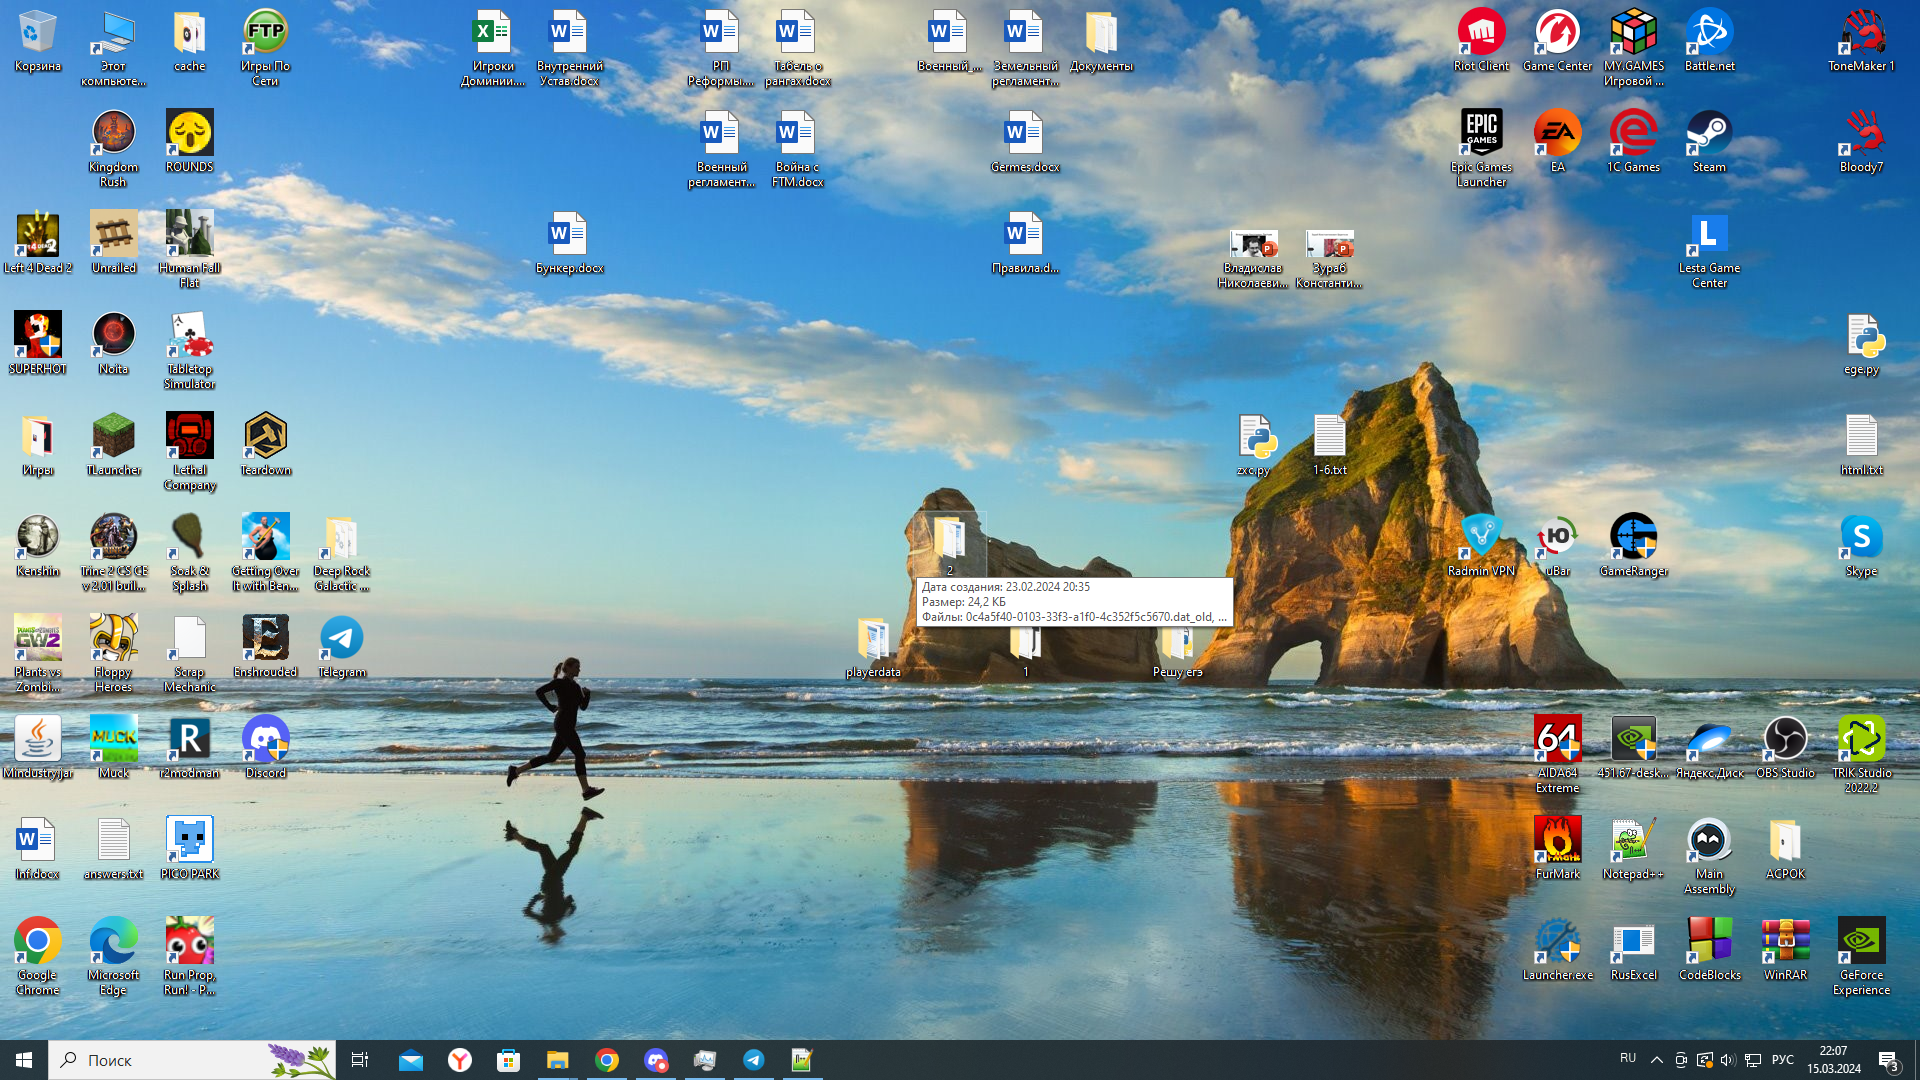 Корзина
Этот
компьюте...
cache
Игры По
Сети
Игроки
Доминии....
Внутренний
Устав.docx
РП
Реформы....
Табель о
рангах.docx
Военный_...
Земельный
регламент...
Документы
Riot Client
Game Center
MY.GAMES
Игровой ...
Battle.net
ToneMaker 1
Kingdom
Rush
ROUNDS
Военный
регламент...
Война с
FTM.docx
Germes.docx
Epic Games
Launcher
EA
1C Games
Steam
Bloody7
Left 4 Dead 2
Unrailed
Human Fall
Flat
Бункер.docx
Правила.d...
Владислав
Николаеви...
Зураб
Константи...
Lesta Game
Center
SUPERHOT
Noita
Tabletop
Simulator
ege.py
Игры
TLauncher
Lethal
Company
Teardown
zxc.py
1-6.txt
html.txt
Kenshin
Trine 2 CS CE
v 2.01 buil...
Soak &
Splash
Getting Over
It with Ben...
Deep Rock
Galactic ...
2
Radmin VPN
uBar
GameRanger
Skype
Дата создания: 23.02.2024 20:35
Размер: 24,2 КБ
Файлы: 0c4a5f40-0103-33f3-a1f0-4c352f5c5670.dat_old, ...
Plants vs
Zombi...
Floppy
Heroes
Scrap
Mechanic
Enshrouded
Telegram
playerdata
1
Решу егэ
Mindustry.jar
Muck
r2modman
Discord
AIDA64
Extreme
451.67-desk...
Яндекс.Диск
OBS Studio
TRIK Studio
2022.2
Inf.docx
answers.txt
PICO PARK
FurMark
Notepad++
Main
Assembly
АСРОК
Google
Chrome
Microsoft
Edge
Run Prop,
Run! - P...
Launcher.exe
RusExcel
CodeBlocks
WinRAR
GeForce
Experience
Поиск
RU
РУС
22:07
15.03.2024
3